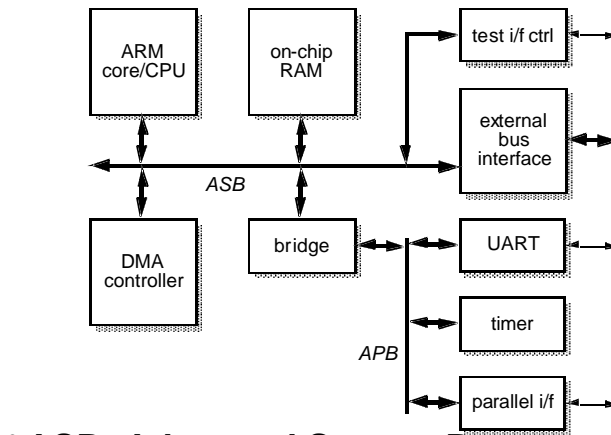 ARM
core/CPU
on-chip
RAM
test i/f ctrl
external
bus
interface
ASB
DMA
controller
bridge
UART
timer
APB
parallel i/f